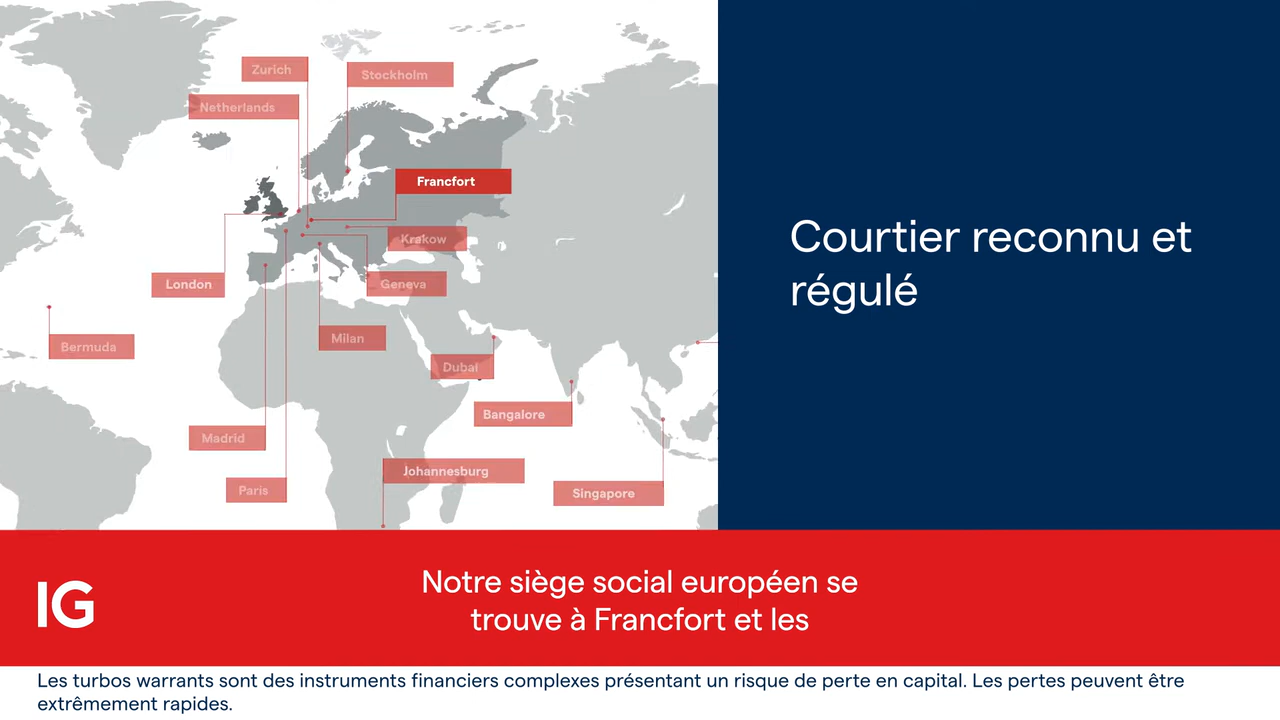 Zurich
Stockholm
Netherlands
Francfort
Krakow
London
Geneva
Milan
Bermuda
Dubai
Bangalore
Madrid
Johannesburg
Paris
Singapore
Courtier reconnu et
régulé
IG
Notre siège social européen se
trouve à Francfort et les
Les turbos warrants sont des instruments financiers complexes présentant un risque de perte en capital. Les pertes peuvent être
extrêmement rapides.